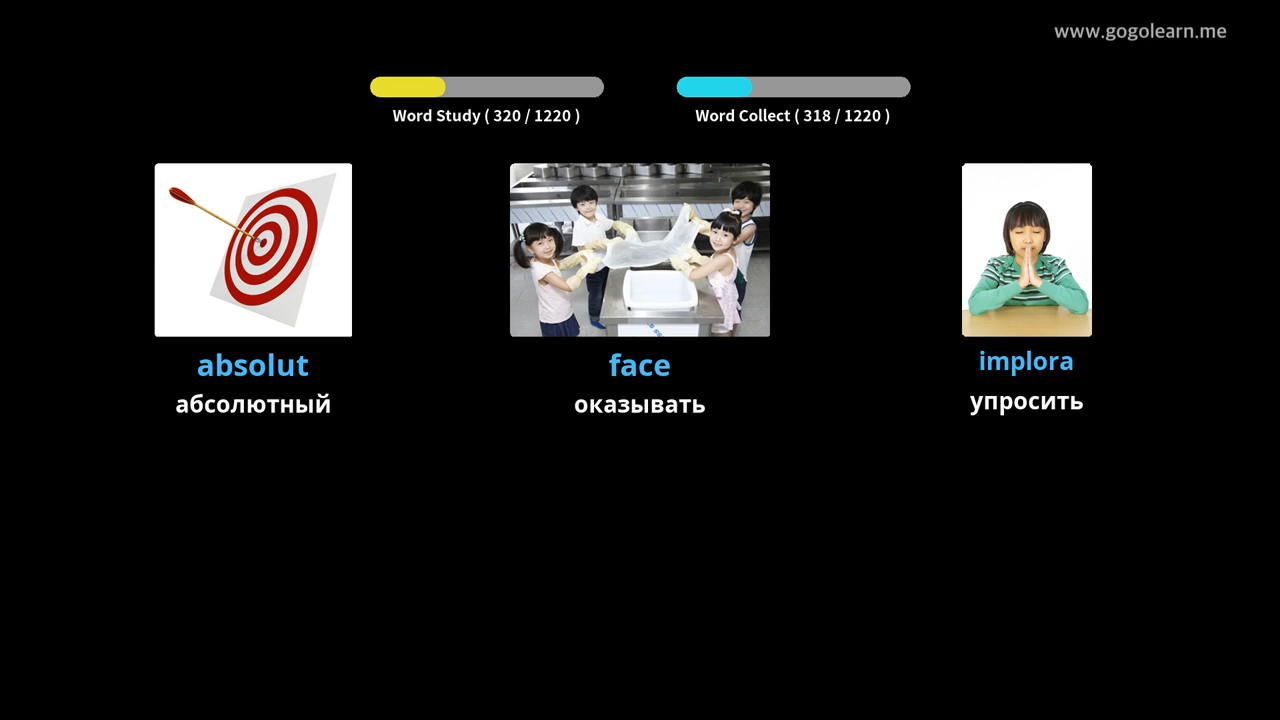 www.gogolearn.me
Word Study ( 320 / 1220 )
Word Collect ( 318 / 1220 )
absolut
абсолютный
face
оказывать
implora
упросить